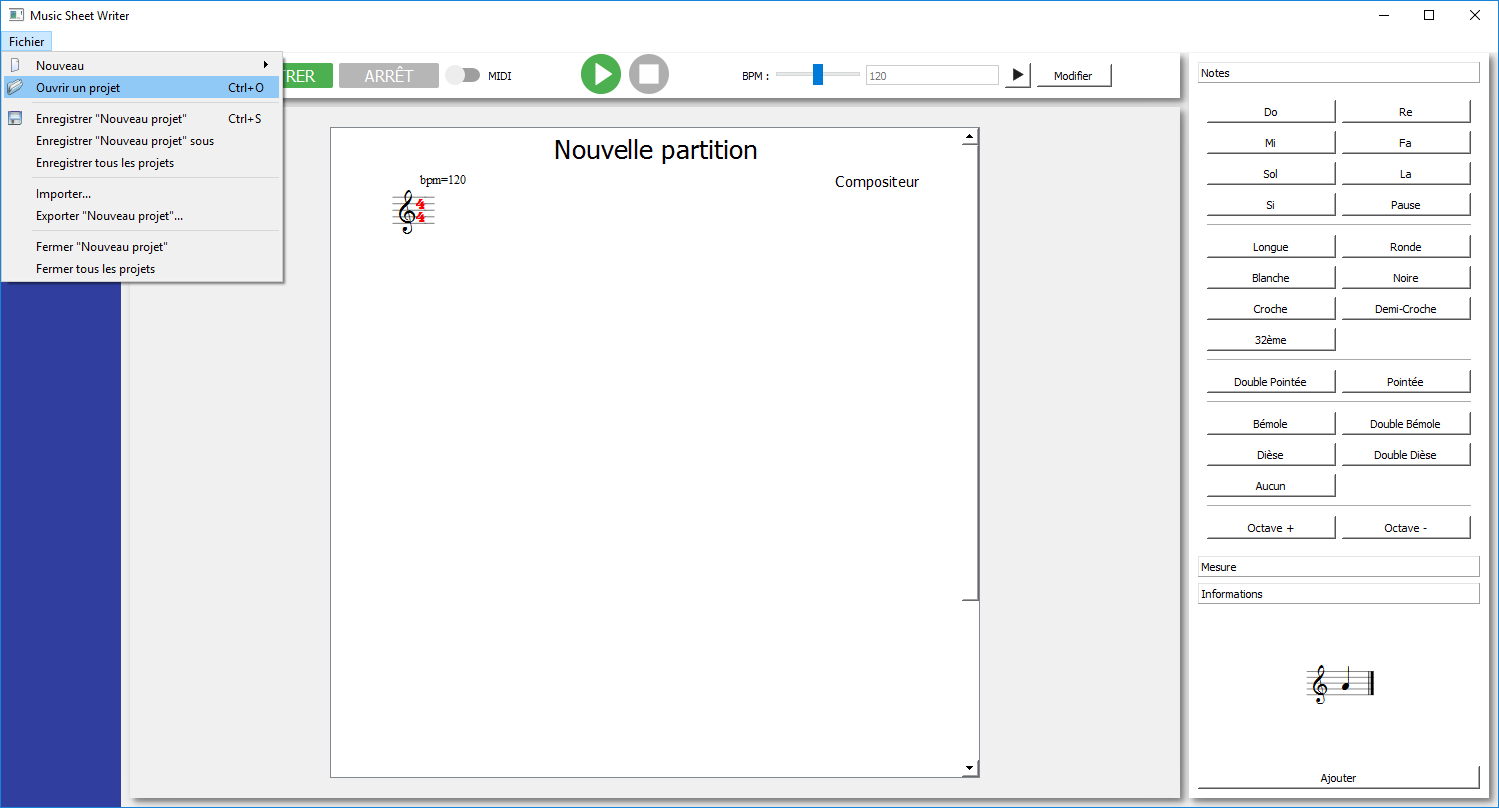 Music Sheet Writer
Fichier
Nouveau
Ouvrir un projet Ctrl+O
Enregistrer "Nouveau projet" Ctrl+S
Enregistrer "Nouveau projet" sous
Enregistrer tous les projets
Importer...
Exporter "Nouveau projet"...
Fermer "Nouveau projet"
Fermer tous les projets
RER ARRÊT MIDI BPM : 120 Modifier
Nouvelle partition
bpm=120
Compositeur
4
4
Notes
Do Re
Mi Fa
Sol La
Si Pause
Longue Ronde
Blanche Noire
Croche Demi-Croche
32ème
Double Pointée Pointée
Bémole Double Bémole
Dièse Double Dièse
Aucun
Octave + Octave -
Mesure
Informations
Ajouter